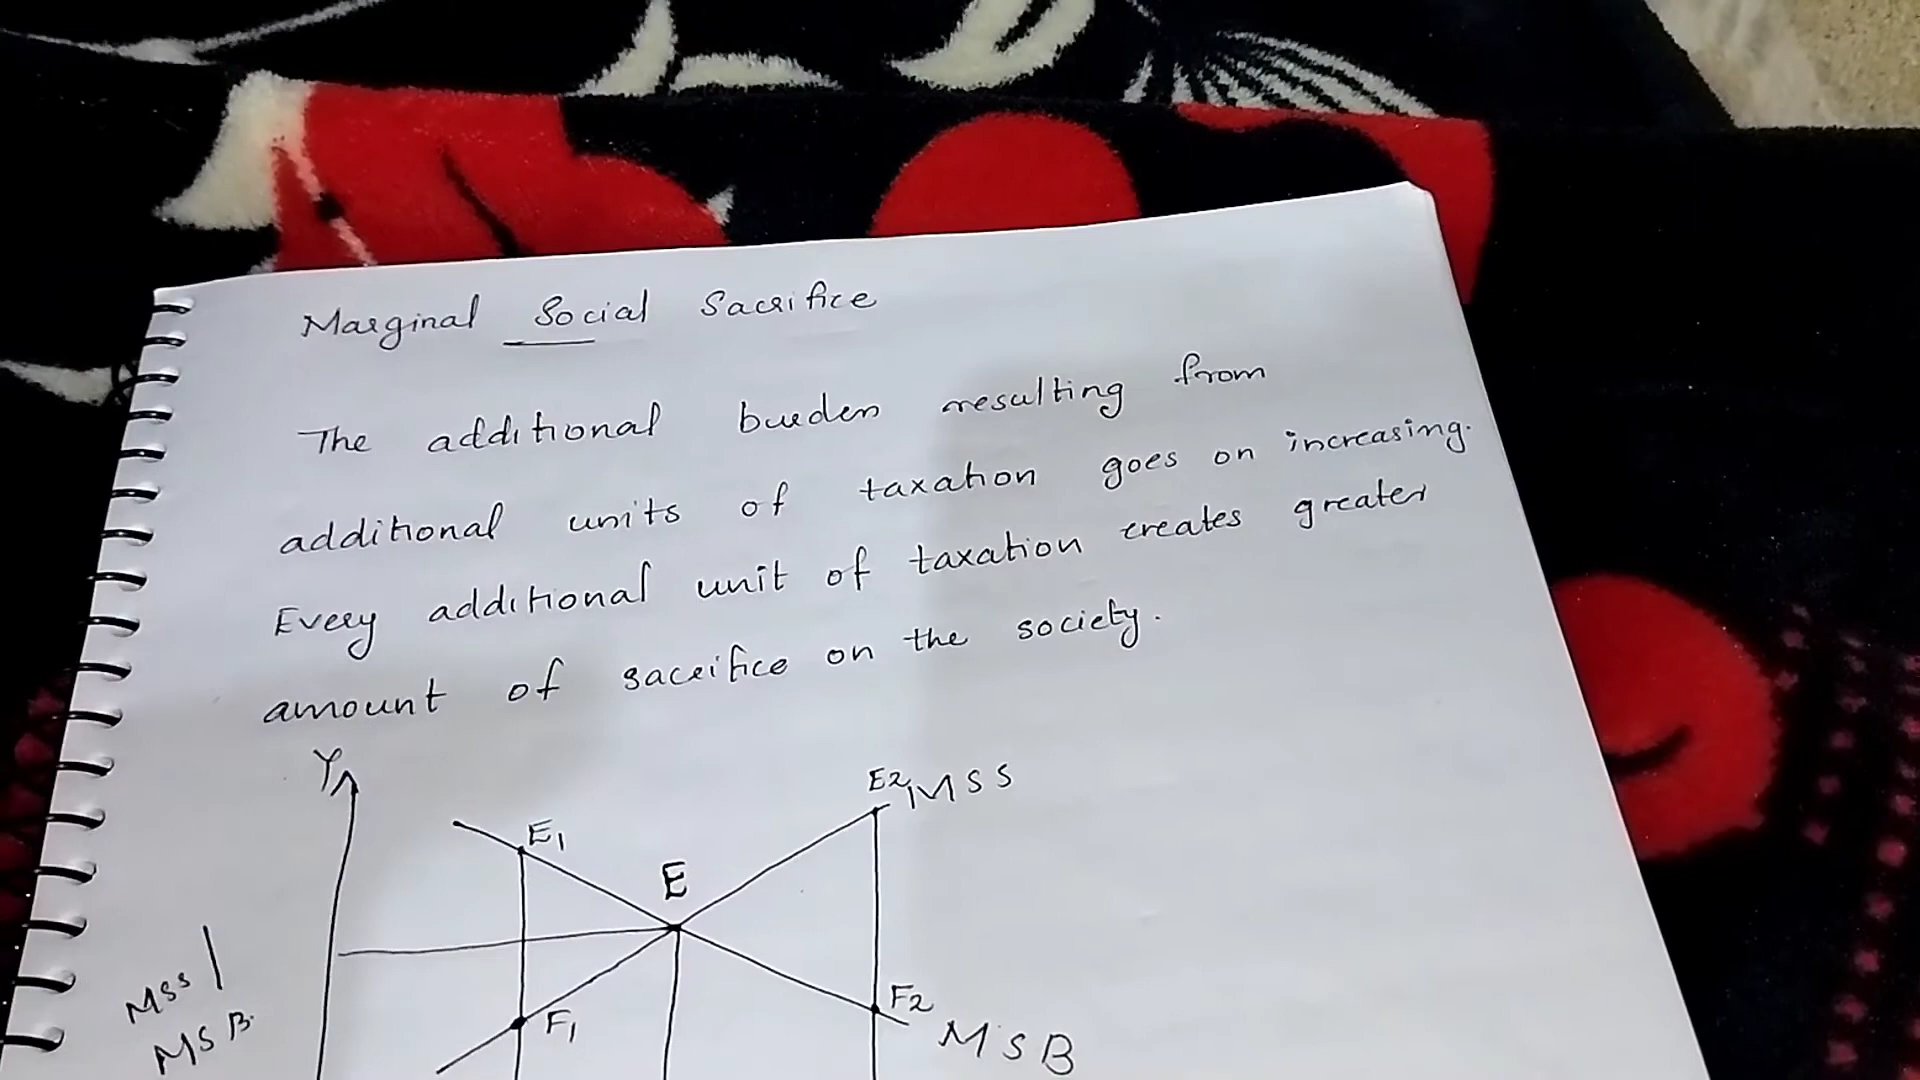 Marginal Social Sacrifice
The additional burden resulting from
additional units of taxation goes on increasing.
Every additional unit of taxation creates greater
amount of sacrifice on the society.
Y
E2 MSS
E1
E
MSS/
MSB.
F1
F2
MSB